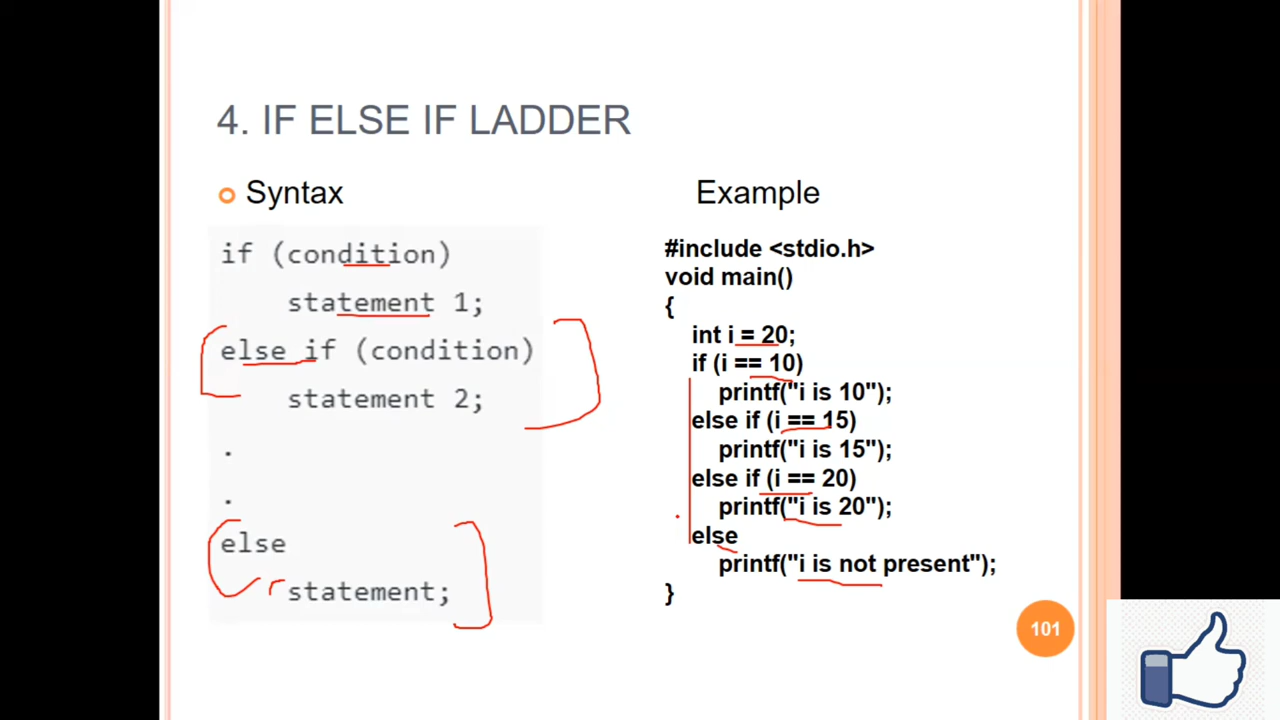 4. IF ELSE IF LADDER
Syntax
if (condition)
statement 1;
else if (condition)
statement 2;
.
.
else
statement;
Example
#include <stdio.h>
void main()
{
int i = 20;
if (i == 10)
printf("i is 10");
else if (i == 15)
printf("i is 15");
else if (i == 20)
printf("i is 20");
else
printf("i is not present");
}
101